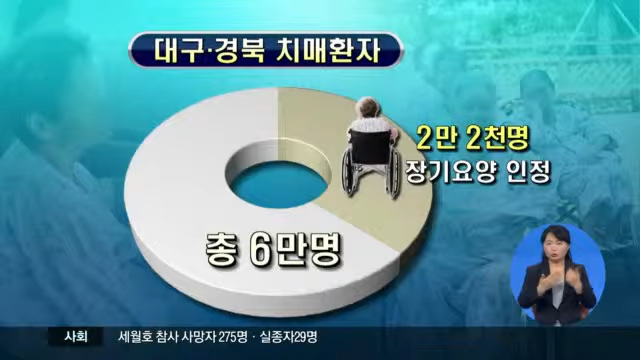 대구·경북 치매환자
2만 2천명
장기요양 인정
총 6만명
사회 세월호 참사 사망자 275명 · 실종자 29명